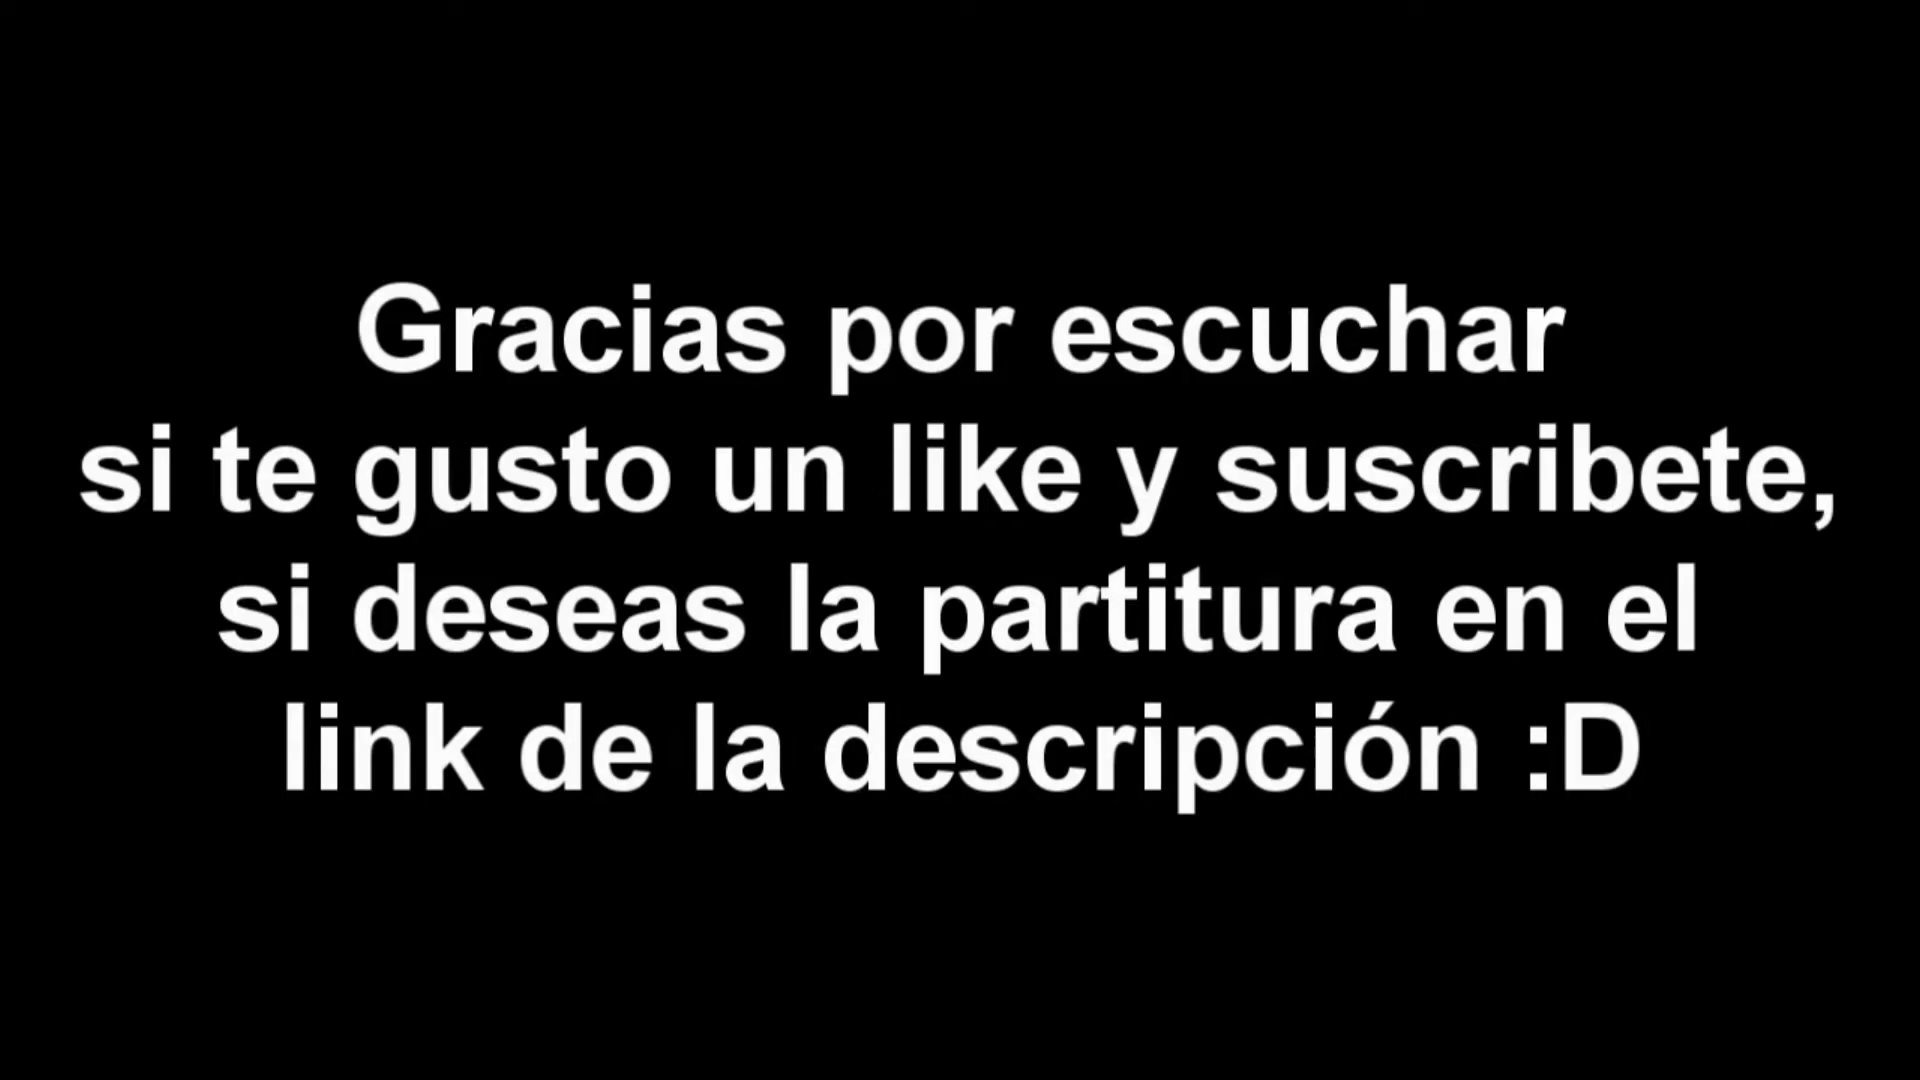 Gracias por escuchar
si te gusto un like y suscribete,
si deseas la partitura en el
link de la descripción :D